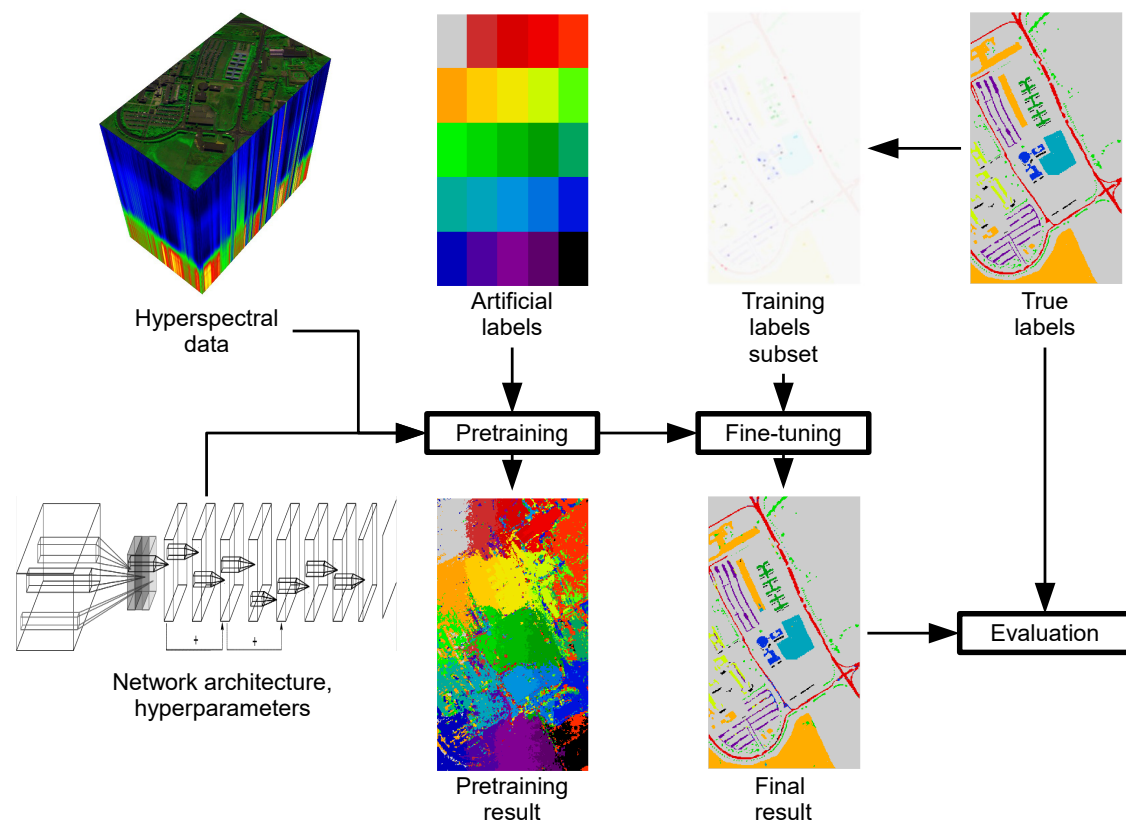 Hyperspectral
data
Artificial
labels
Training
labels
subset
True
labels
Pretraining
Fine-tuning
Network architecture,
hyperparameters
Pretraining
result
Final
result
Evaluation